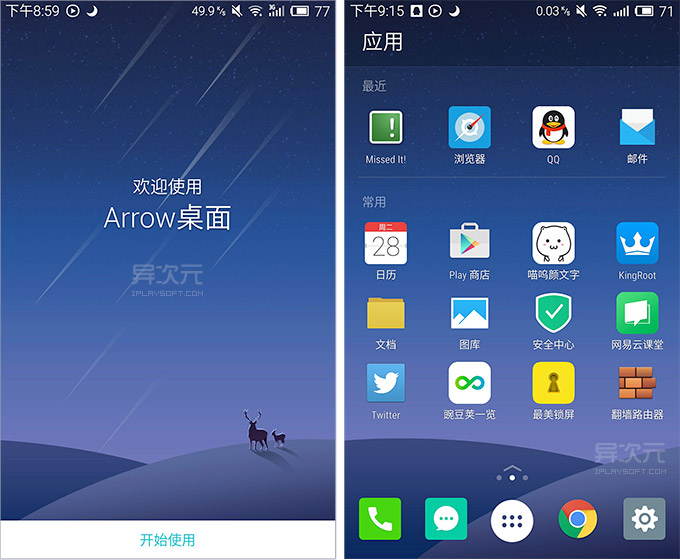 下午8:59
49.9 K/s
3G
77
欢迎使用
Arrow桌面
异次元
IPLAYSOFT.COM
开始使用
下午9:15
0.03 K/s
71
应用
最近
Missed It!
浏览器
QQ
邮件
常用
周二
28
日历
Play 商店
喵呜颜文字
KingRoot
文档
图库
安全中心
网易云课堂
Twitter
豌豆荚一览
最美锁屏
翻墙路由器
异次元
IPLAYSOFT.COM